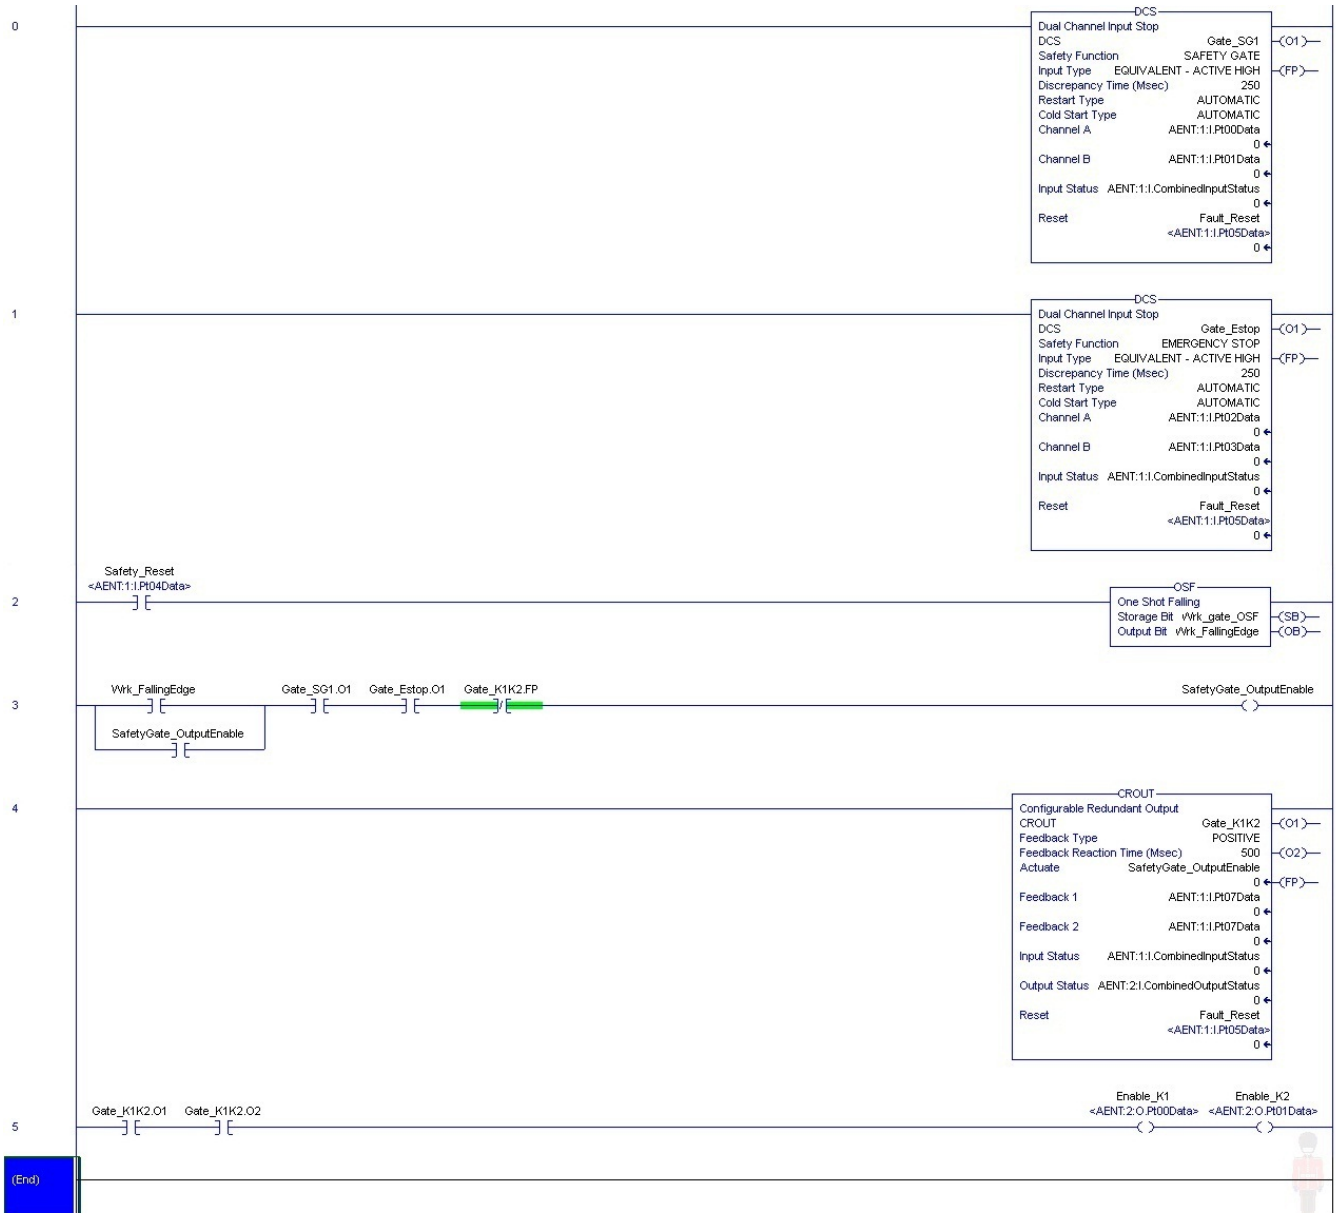 0
DCS
Dual Channel Input Stop
DCS Gate_SG1 (O1)
Safety Function SAFETY GATE
Input Type EQUIVALENT - ACTIVE HIGH (FP)
Discrepancy Time (Msec) 250
Restart Type AUTOMATIC
Cold Start Type AUTOMATIC
Channel A AENT:1:I.Pt00Data
0
Channel B AENT:1:I.Pt01Data
0
Input Status AENT:1:I.CombinedInputStatus
0
Reset Fault_Reset
<AENT:1:I.Pt05Data>
0
1
DCS
Dual Channel Input Stop
DCS Gate_Estop (O1)
Safety Function EMERGENCY STOP
Input Type EQUIVALENT - ACTIVE HIGH (FP)
Discrepancy Time (Msec) 250
Restart Type AUTOMATIC
Cold Start Type AUTOMATIC
Channel A AENT:1:I.Pt02Data
0
Channel B AENT:1:I.Pt03Data
0
Input Status AENT:1:I.CombinedInputStatus
0
Reset Fault_Reset
<AENT:1:I.Pt05Data>
0
Safety_Reset
<AENT:1:I.Pt04Data>
2
OSF
One Shot Falling
Storage Bit Wrk_gate_OSF (SB)
Output Bit Wrk_FallingEdge (OB)
Wrk_FallingEdge Gate_SG1.O1 Gate_Estop.O1 Gate_K1K2.FP SafetyGate_OutputEnable
3
SafetyGate_OutputEnable
4
CROUT
Configurable Redundant Output
CROUT Gate_K1K2 (O1)
Feedback Type POSITIVE
Feedback Reaction Time (Msec) 500 (O2)
Actuate SafetyGate_OutputEnable
0 (FP)
Feedback 1 AENT:1:I.Pt07Data
0
Feedback 2 AENT:1:I.Pt07Data
0
Input Status AENT:1:I.CombinedInputStatus
0
Output Status AENT:2:I.CombinedOutputStatus
0
Reset Fault_Reset
<AENT:1:I.Pt05Data>
0
Enable_K1 Enable_K2
Gate_K1K2.O1 Gate_K1K2.O2 <AENT:2:O.Pt00Data> <AENT:2:O.Pt01Data>
5
(End)